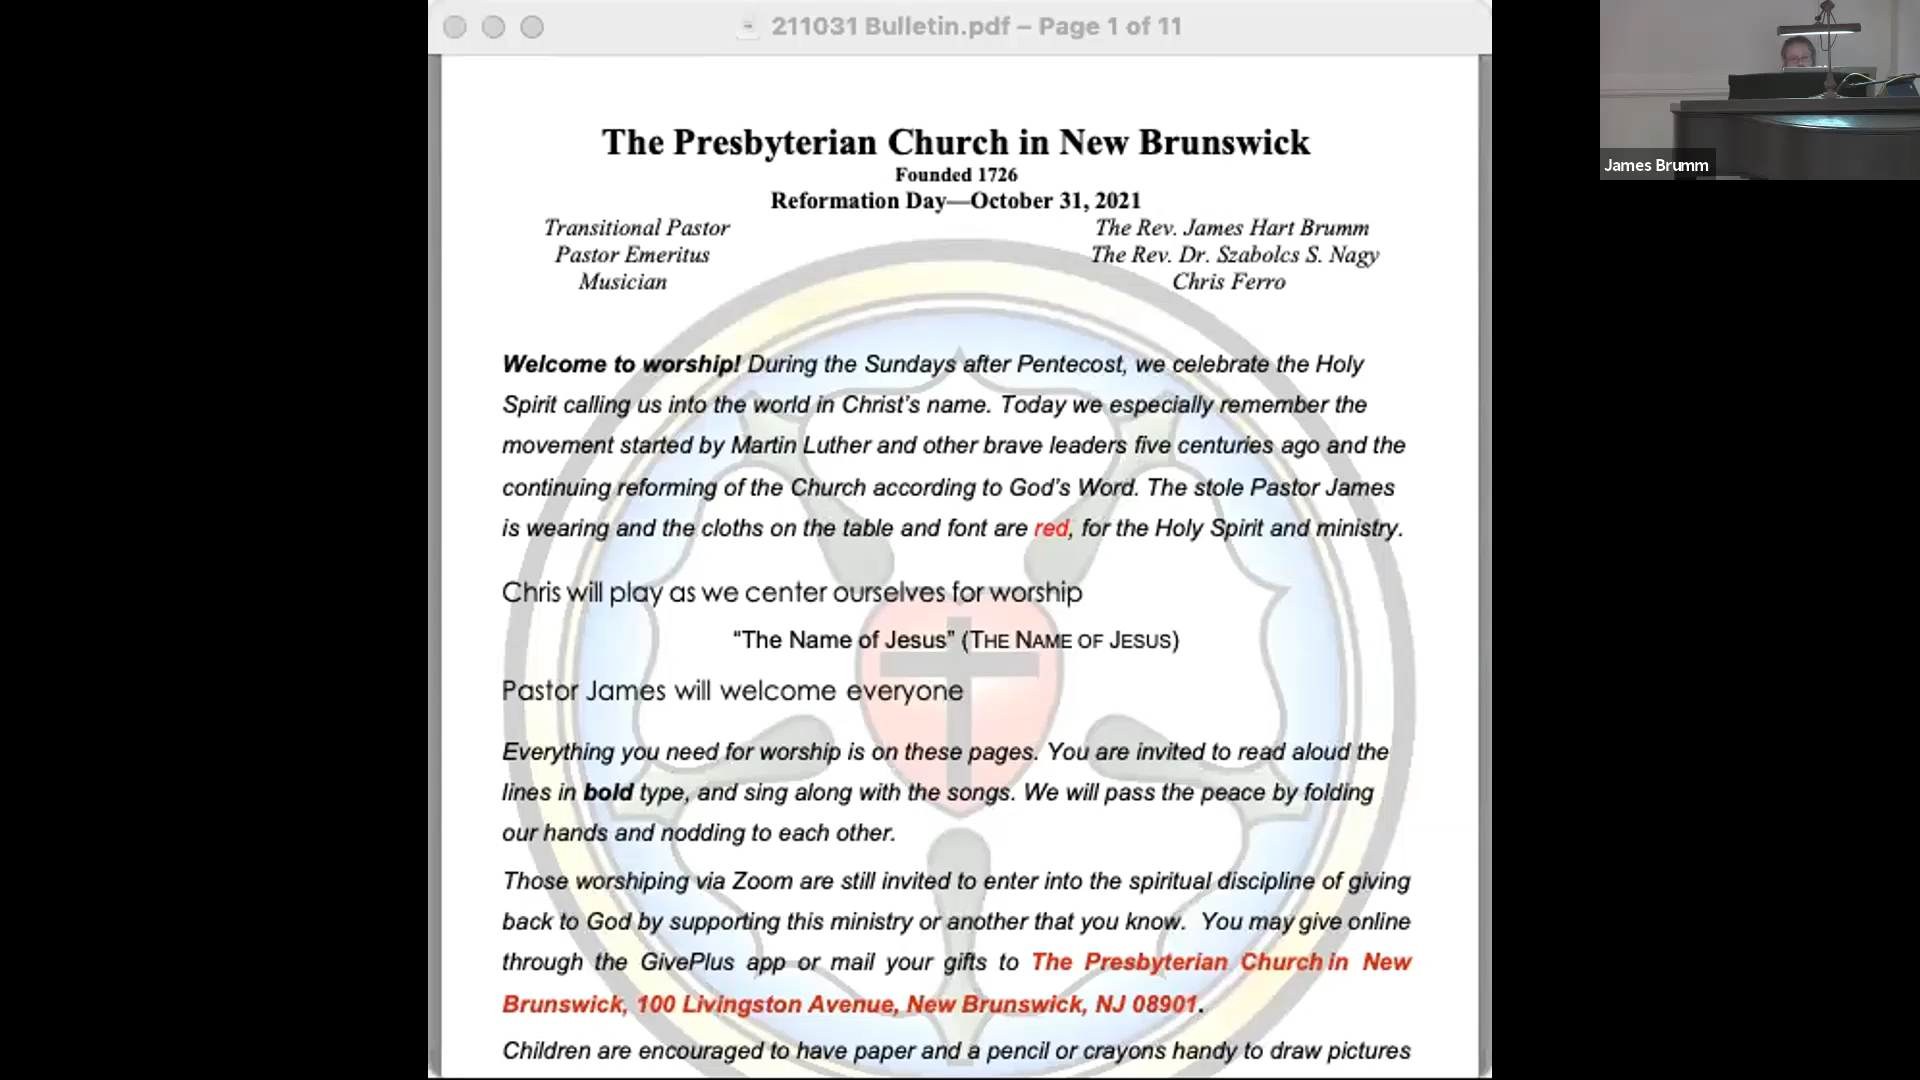 211031 Bulletin.pdf – Page 1 of 11
James Brumm
The Presbyterian Church in New Brunswick
Founded 1726
Reformation Day—October 31, 2021
Transitional Pastor The Rev. James Hart Brumm
Pastor Emeritus The Rev. Dr. Szabolcs S. Nagy
Musician Chris Ferro
Welcome to worship! During the Sundays after Pentecost, we celebrate the Holy
Spirit calling us into the world in Christ's name. Today we especially remember the
movement started by Martin Luther and other brave leaders five centuries ago and the
continuing reforming of the Church according to God's Word. The stole Pastor James
is wearing and the cloths on the table and font are red, for the Holy Spirit and ministry.
Chris will play as we center ourselves for worship
“The Name of Jesus” (THE NAME OF JESUS)
Pastor James will welcome everyone
Everything you need for worship is on these pages. You are invited to read aloud the
lines in bold type, and sing along with the songs. We will pass the peace by folding
our hands and nodding to each other.
Those worshiping via Zoom are still invited to enter into the spiritual discipline of giving
back to God by supporting this ministry or another that you know. You may give online
through the GivePlus app or mail your gifts to The Presbyterian Church in New
Brunswick, 100 Livingston Avenue, New Brunswick, NJ 08901.
Children are encouraged to have paper and a pencil or crayons handy to draw pictures